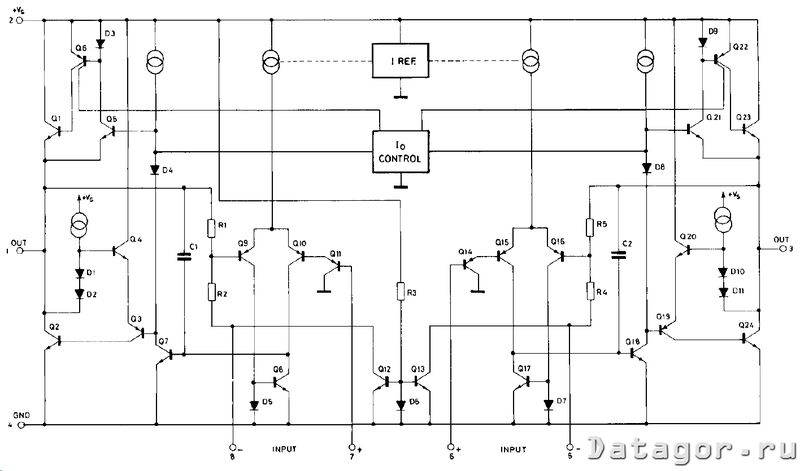 2 +Vs
D3
Q6
I REF.
D9
Q22
Q1
Q5
Q21
Q23
I0
CONTROL
D4
D8
+Vs
+Vs
Q4
R1
R5
C1
C2
Q9
Q10
Q11
Q14
Q15
Q16
Q20
OUT
1
OUT
3
D1
D2
R2
R3
R4
D10
D11
Q3
Q19
Q2
Q7
Q18
Q24
Q8
Q12
Q13
Q17
D5
D6
D7
GND
4
- INPUT +
8 7
+ INPUT -
6 5
Datagor.ru